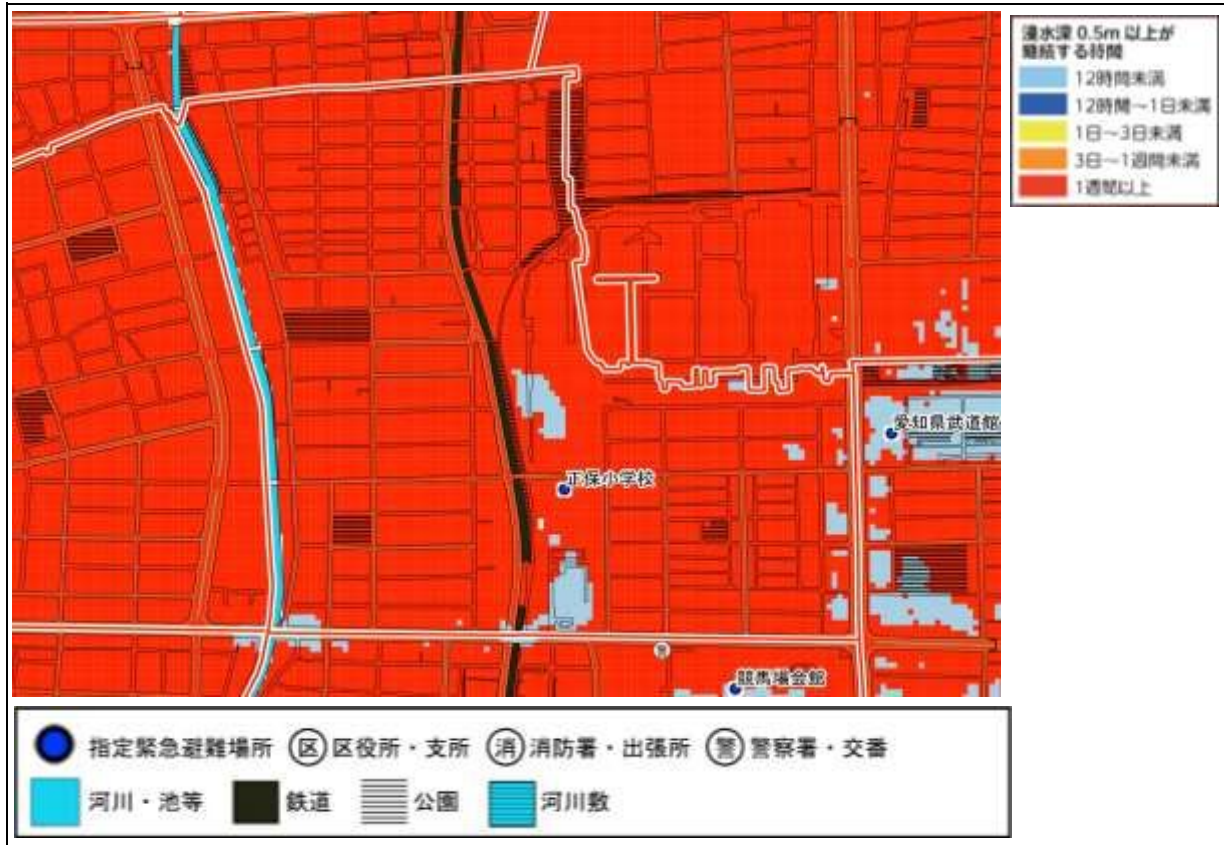 浸水深 0.5m 以上が
継続する時間
12時間未満
12時間～1日未満
1日～3日未満
3日～1週間未満
1週間以上
愛知県武道館
正保小学校
警
競馬場会館
指定緊急避難場所 区 区役所・支所 消 消防署・出張所 警 警察署・交番
河川・池等 鉄道 公園 河川敷